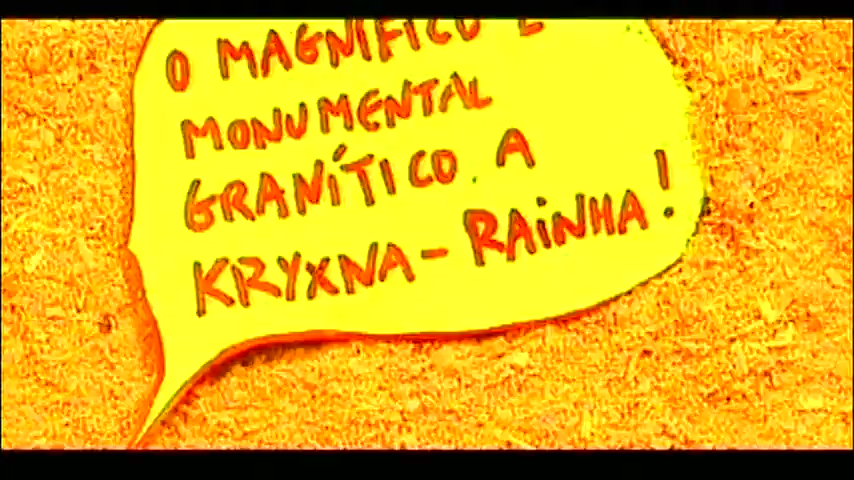 O MAGNÍFICO E
MONUMENTAL
GRANÍTICO. A
KRYXNA-RAINHA!